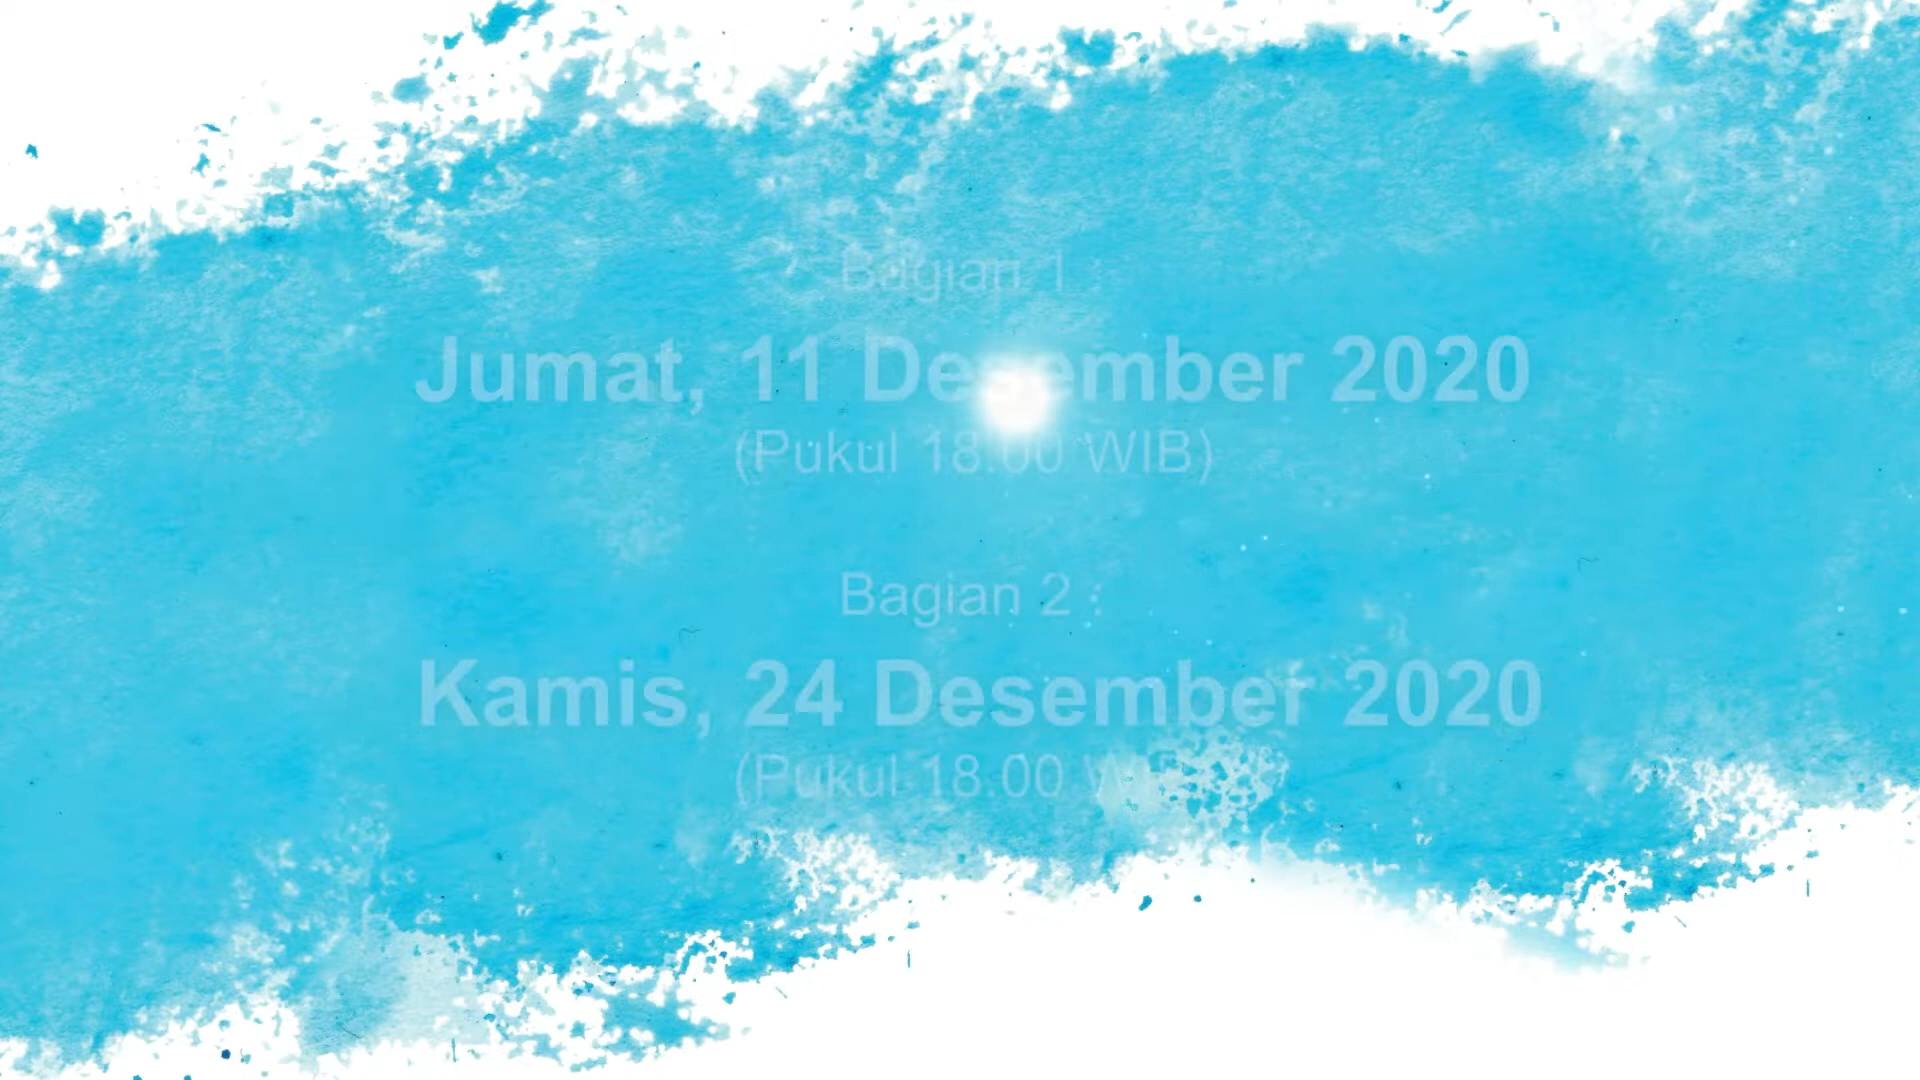 Bagian 1 :
Jumat, 11 Desember 2020
(Pukul 18.00 WIB)
Bagian 2 :
Kamis, 24 Desember 2020
(Pukul 18.00 WIB)